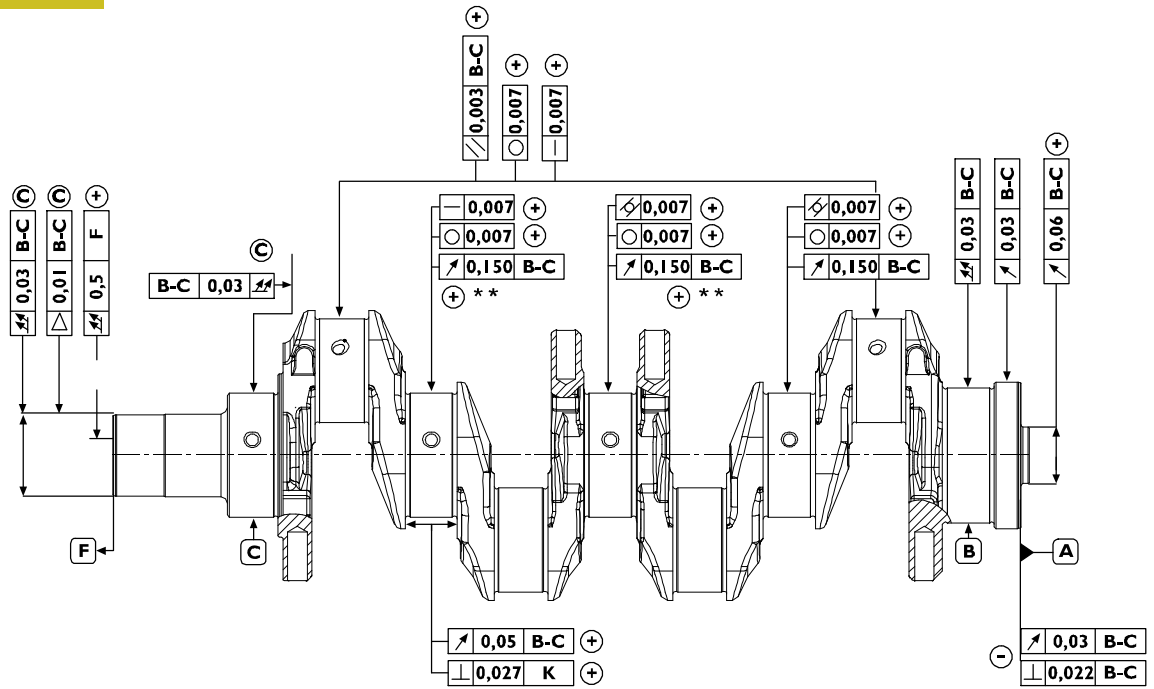 ⌰ 0,03 B-C Ⓒ
▷ 0,01 B-C Ⓒ
⌰ 0,5 F ⊕
B-C 0,03 ⌰
Ⓒ
// 0,003 B-C ⊕
○ 0,007 ⊕
— 0,007 ⊕
— 0,007 ⊕
○ 0,007 ⊕
↗ 0,150 B-C
⊕ **
⌭ 0,007 ⊕
○ 0,007 ⊕
↗ 0,150 B-C
⊕ **
⌭ 0,007 ⊕
○ 0,007 ⊕
↗ 0,150 B-C
⌰ 0,03 B-C
↗ 0,03 B-C
↗ 0,06 B-C ⊕
F
C
B
A
↗ 0,05 B-C ⊕
⊥ 0,027 K ⊕
⊖
↗ 0,03 B-C
⊥ 0,022 B-C